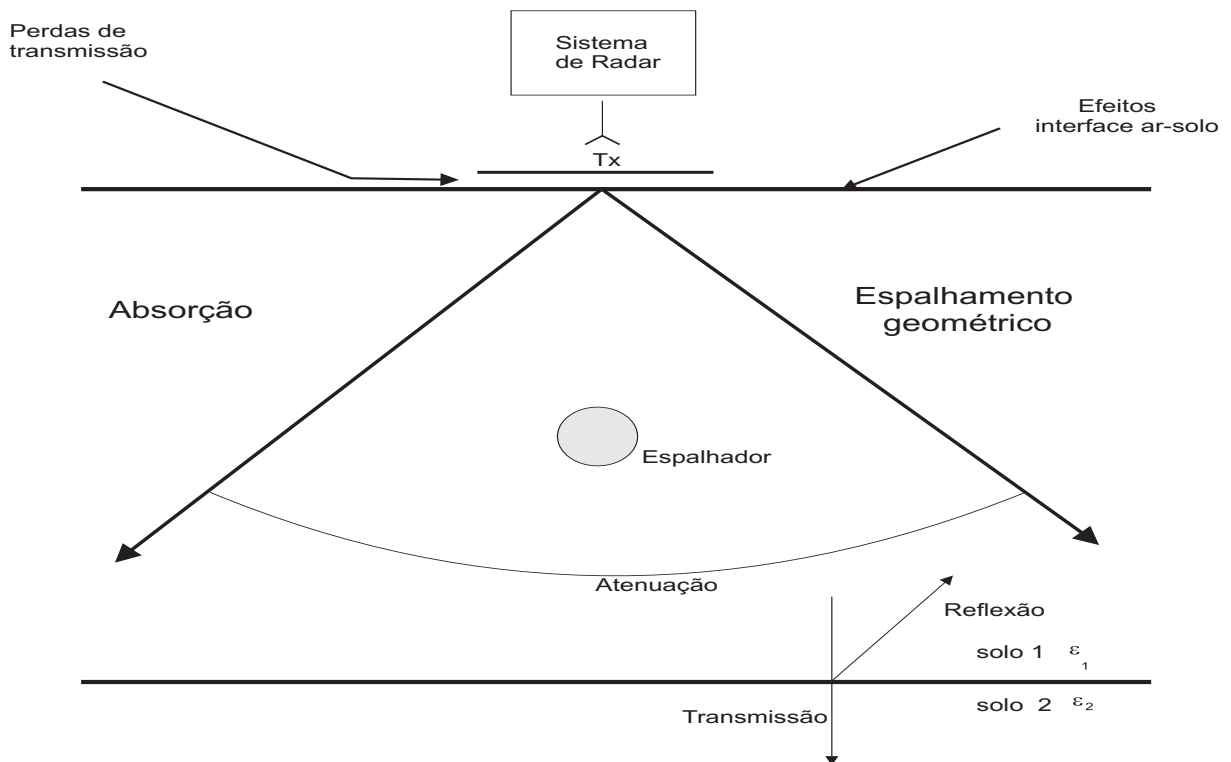 Perdas de
transmissão
Sistema
de Radar
Tx
Efeitos
interface ar-solo
Absorção
Espalhamento
geométrico
Espalhador
Atenuação
Reflexão
solo 1 ε1
Transmissão
solo 2 ε2